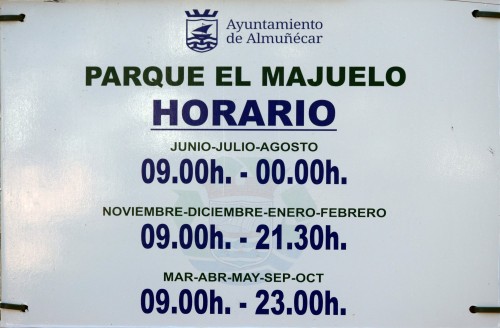 Ayuntamiento
de Almuñécar
PARQUE EL MAJUELO
HORARIO
JUNIO-JULIO-AGOSTO
09.00h. - 00.00h.
NOVIEMBRE-DICIEMBRE-ENERO-FEBRERO
09.00h. - 21.30h.
MAR-ABR-MAY-SEP-OCT
09.00h. - 23.00h.